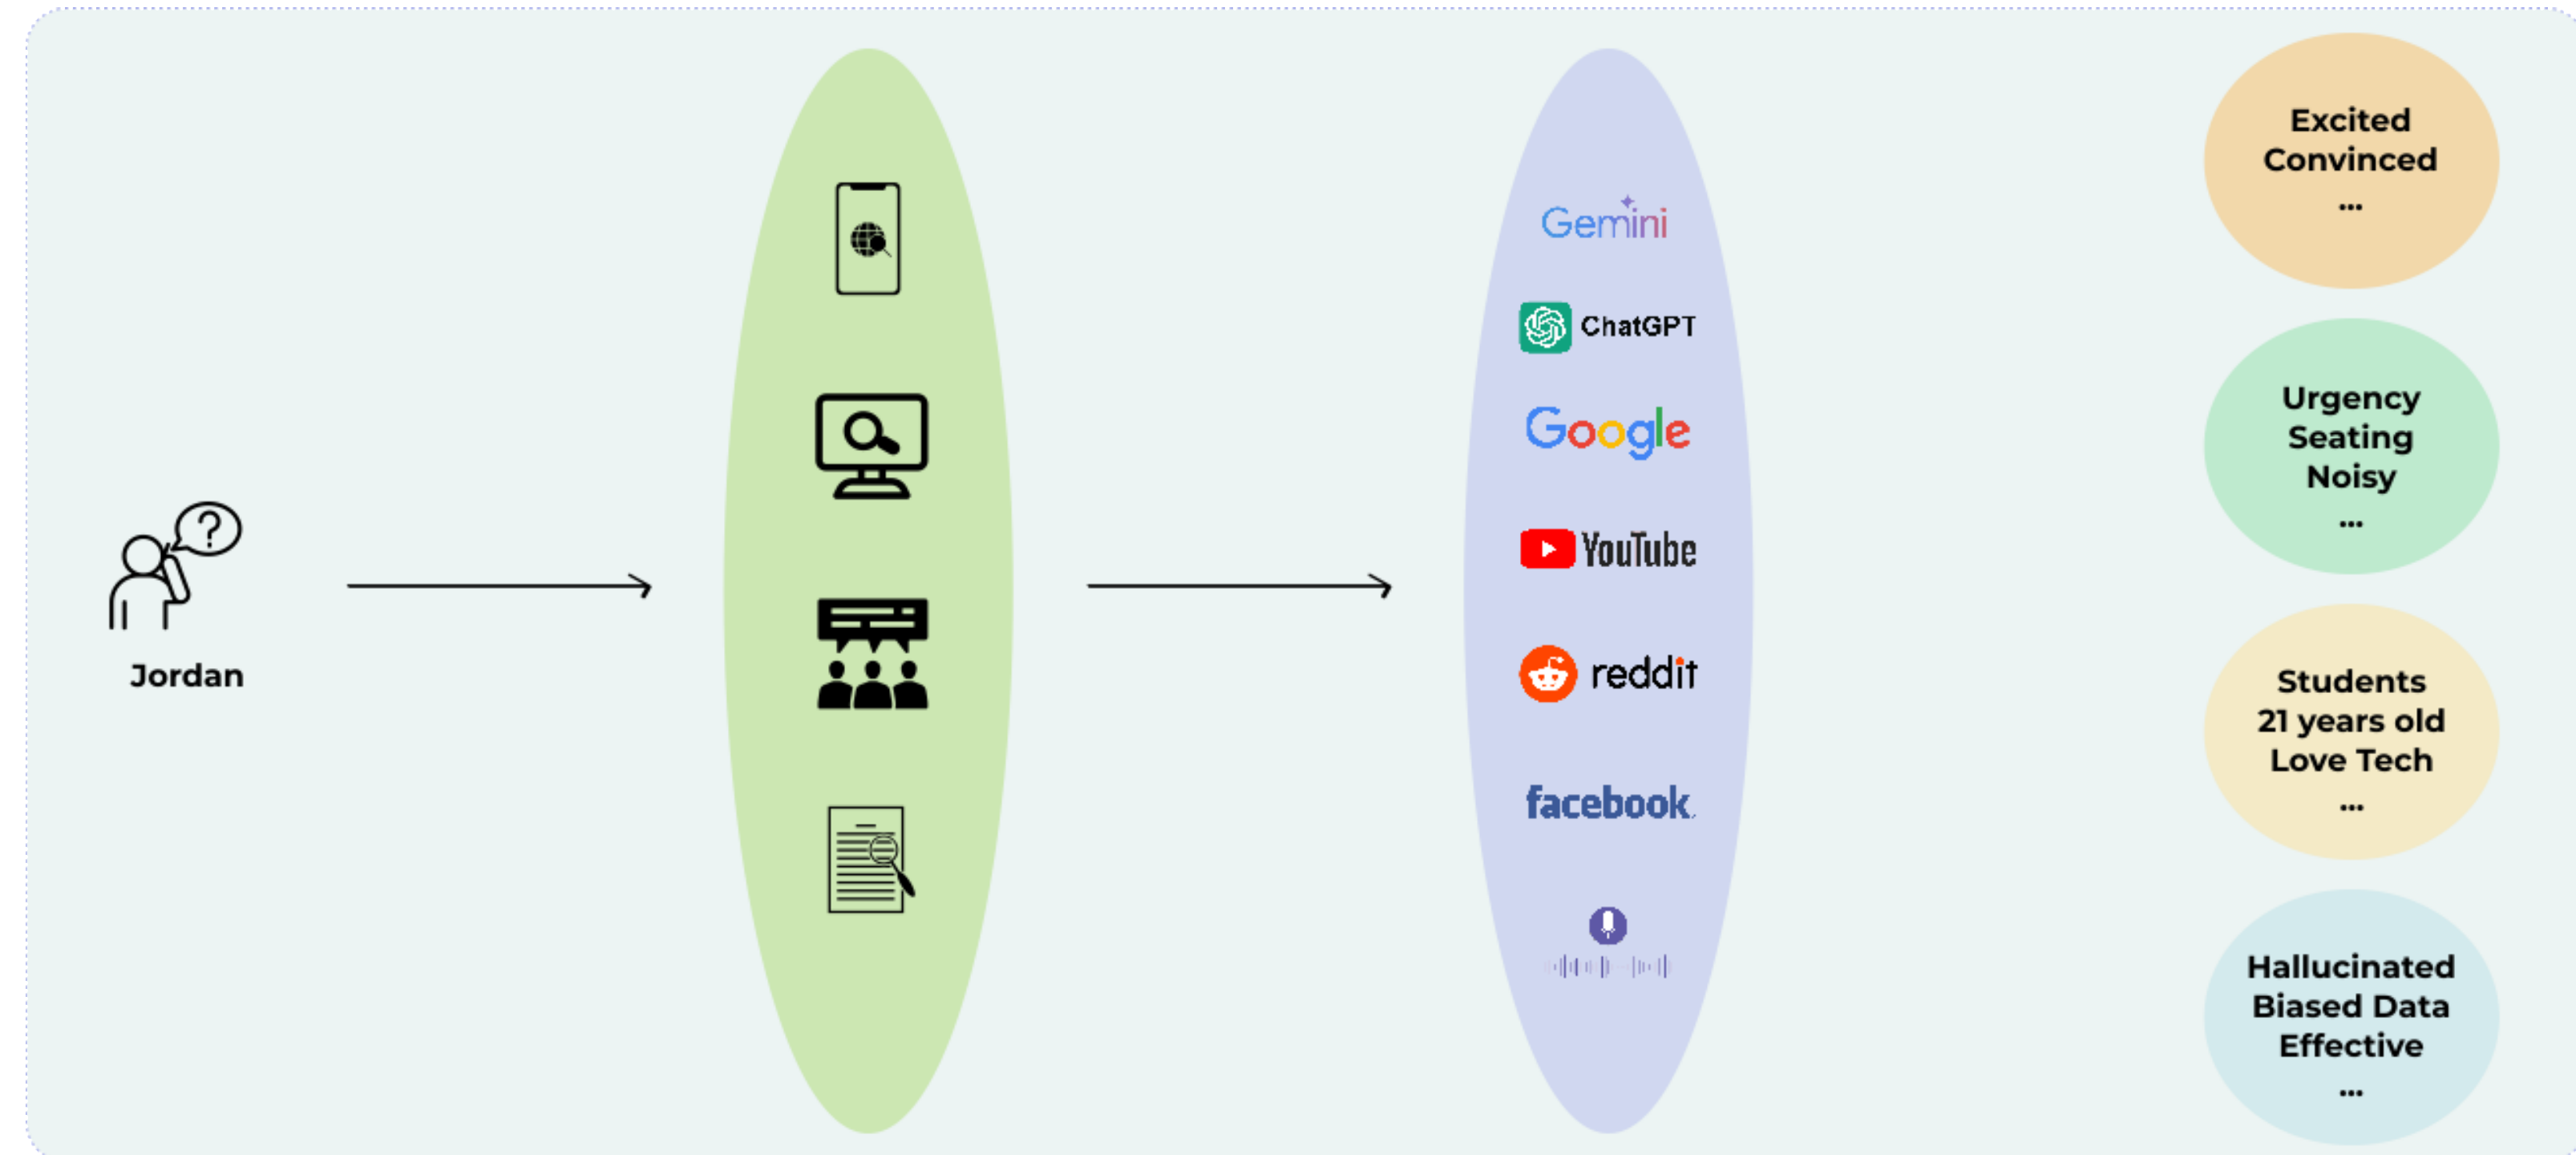 ?
Jordan
Gemini
ChatGPT
Google
YouTube
reddit
facebook.
Excited
Convinced
...
Urgency
Seating
Noisy
...
Students
21 years old
Love Tech
...
Hallucinated
Biased Data
Effective
...